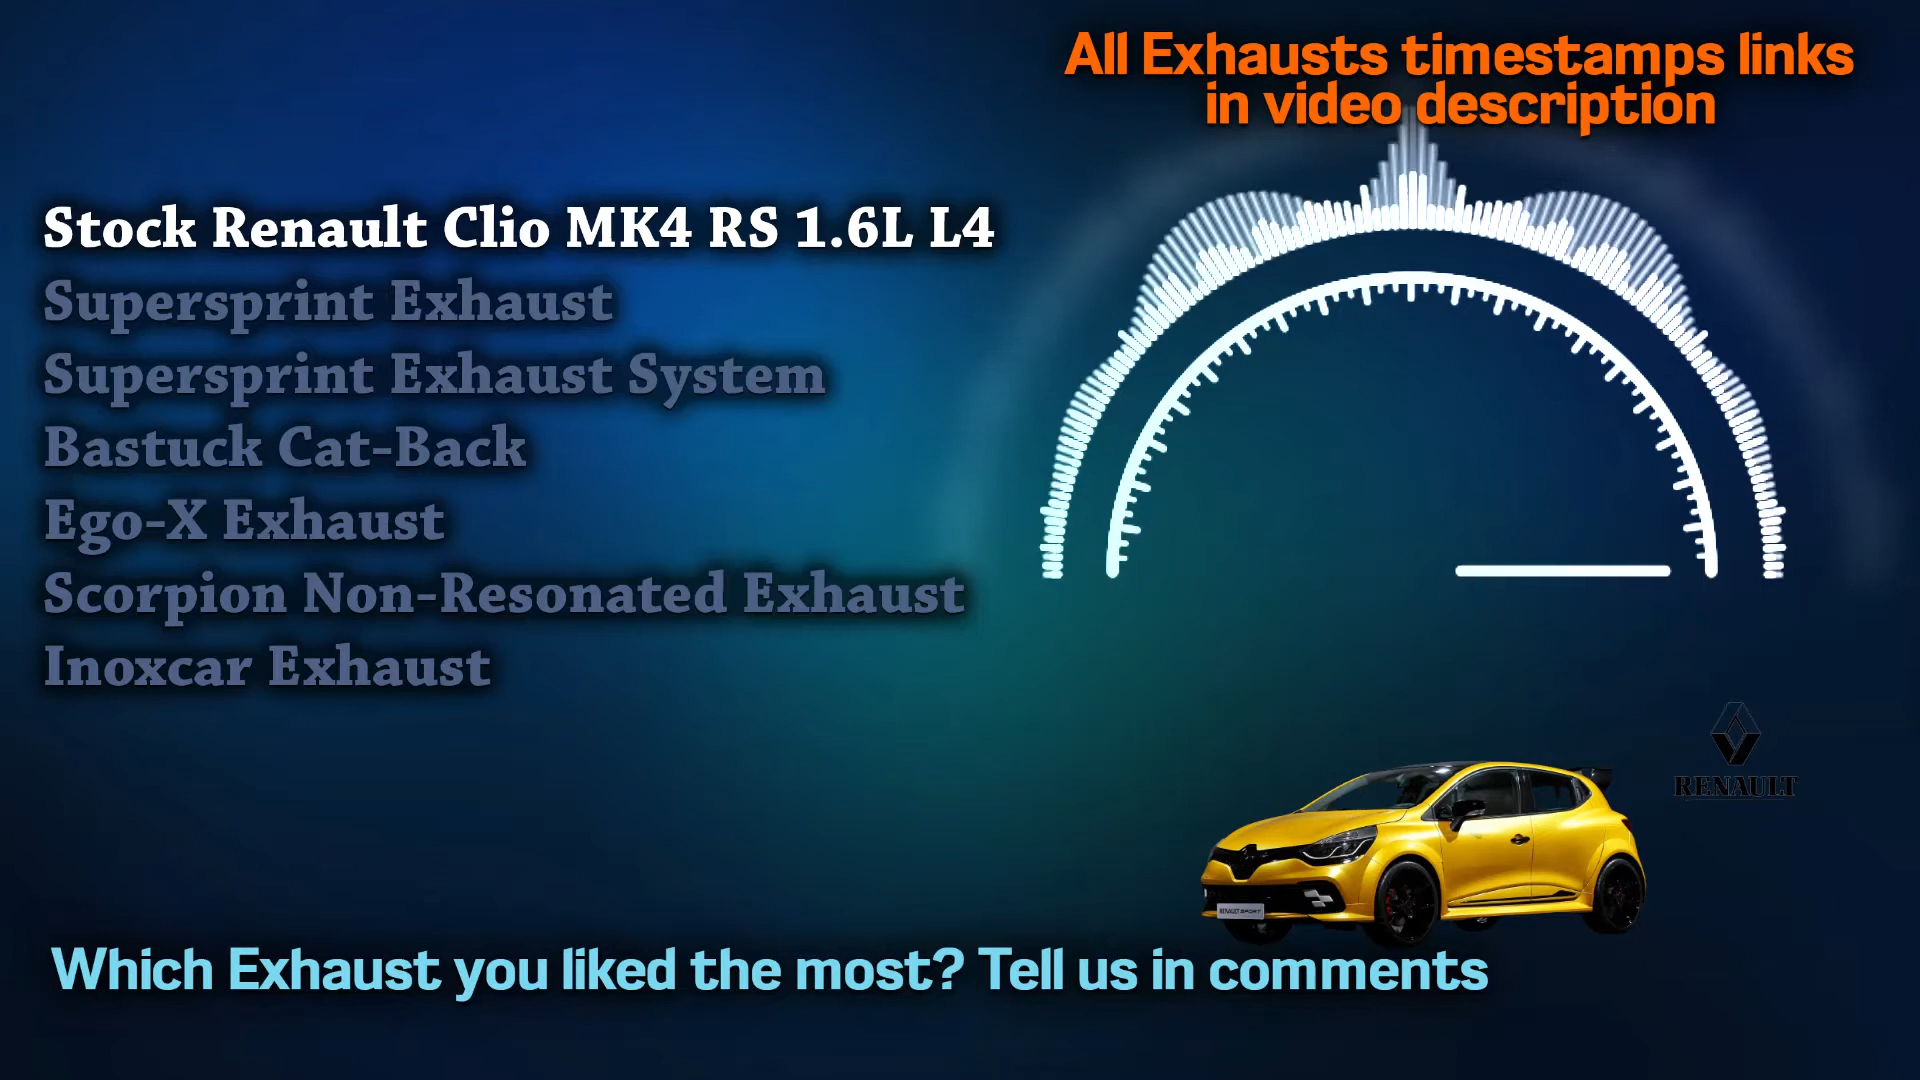 All Exhausts timestamps links
in video description
Stock Renault Clio MK4 RS 1.6L L4
Supersprint Exhaust
Supersprint Exhaust System
Bastuck Cat-Back
Ego-X Exhaust
Scorpion Non-Resonated Exhaust
Inoxcar Exhaust
RENAULT
RENAULT SPORT
Which Exhaust you liked the most? Tell us in comments